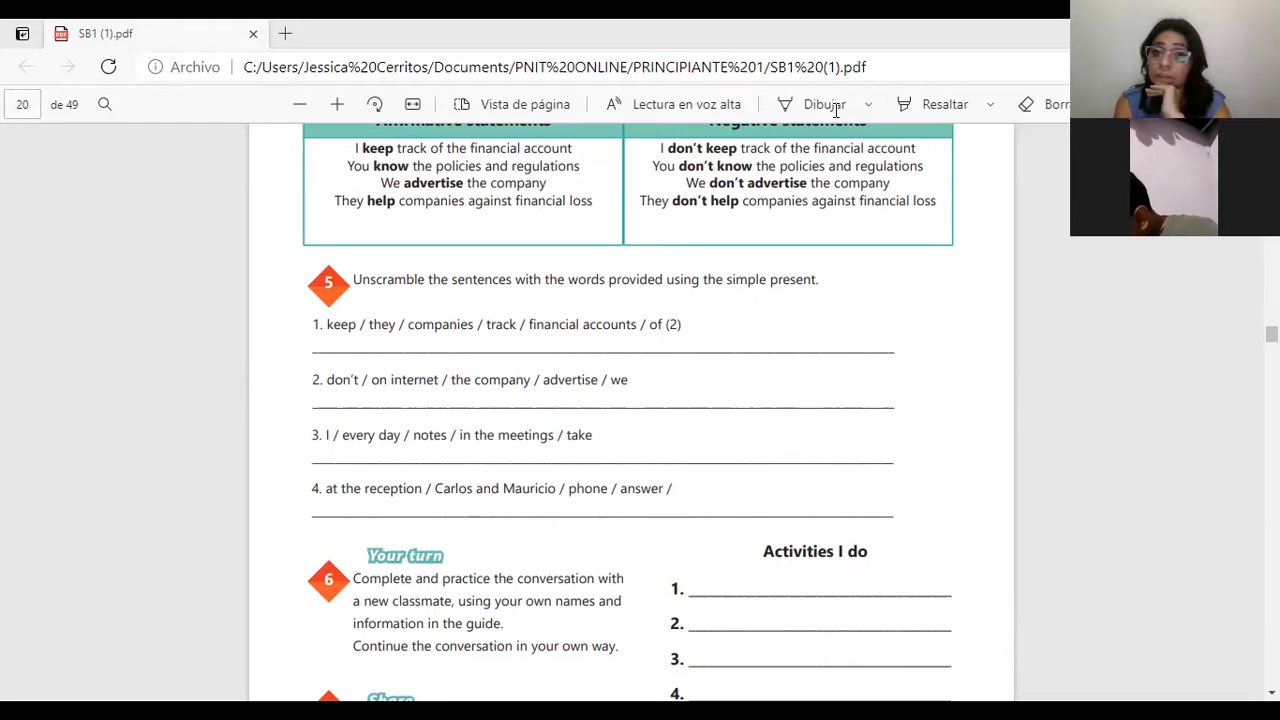 SB1 (1).pdf
Archivo
C:/Users/Jessica%20Cerritos/Documents/PNIT%20ONLINE/PRINCIPIANTE%201/SB1%20(1).pdf
20
de 49
Vista de página
Lectura en voz alta
Dibujar
Resaltar
Borr
Affirmative statements
Negative statements
I keep track of the financial account
You know the policies and regulations
We advertise the company
They help companies against financial loss
I don't keep track of the financial account
You don't know the policies and regulations
We don't advertise the company
They don't help companies against financial loss
5
Unscramble the sentences with the words provided using the simple present.
1. keep / they / companies / track / financial accounts / of (2)
2. don't / on internet / the company / advertise / we
3. I / every day / notes / in the meetings / take
4. at the reception / Carlos and Mauricio / phone / answer /
Your turn
6
Complete and practice the conversation with
a new classmate, using your own names and
information in the guide.
Continue the conversation in your own way.
Activities I do
1.
2.
3.
4.
Share